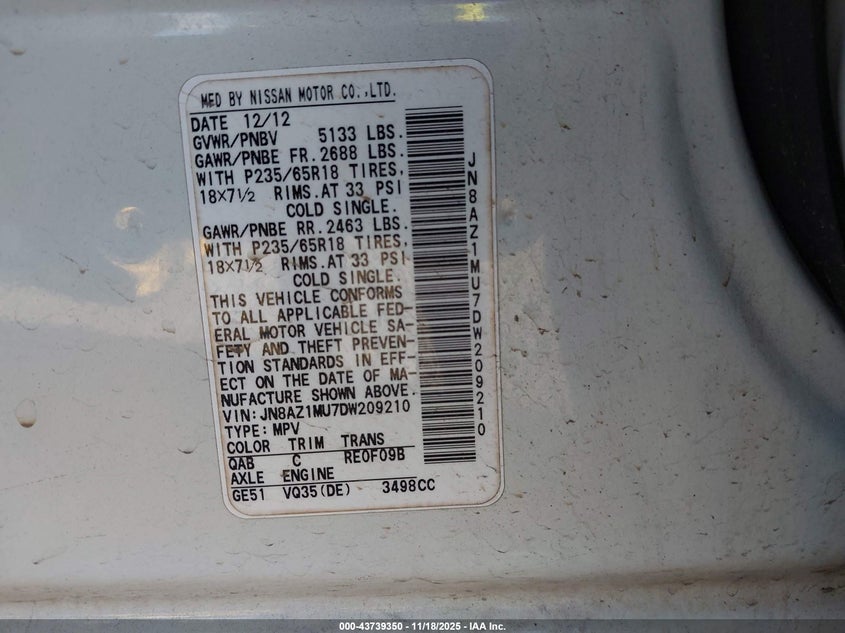 MFD BY NISSAN MOTOR CO.,LTD.
DATE 12/12
GVWR/PNBV 5133 LBS.
GAWR/PNBE FR. 2688 LBS.
WITH P235/65R18 TIRES,
18×7½ RIMS.AT 33 PSI
COLD SINGLE.
GAWR/PNBE RR. 2463 LBS.
WITH P235/65R18 TIRES,
18×7½ RIMS.AT 33 PSI
COLD SINGLE.
THIS VEHICLE CONFORMS
TO ALL APPLICABLE FED-
ERAL MOTOR VEHICLE SA-
FETY AND THEFT PREVEN-
TION STANDARDS IN EFF-
ECT ON THE DATE OF MA-
NUFACTURE SHOWN ABOVE.
VIN:JN8AZ1MU7DW209210
TYPE:MPV
COLOR TRIM TRANS
QAB C RE0F09B
AXLE ENGINE
GE51 VQ35(DE) 3498CC
JN8AZ1MU7DW209210
000-43739350 - 11/18/2025 - IAA Inc.